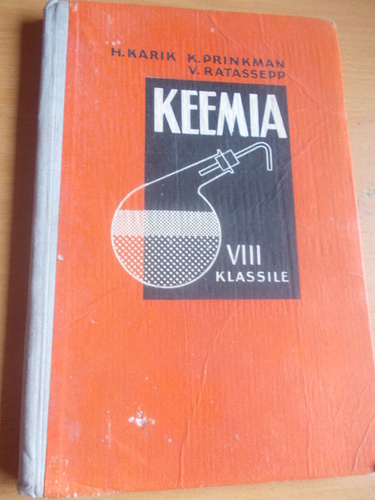 H. KARIK K. PRINKMAN
V. RATASSEPP
KEEMIA
VIII
KLASSILE